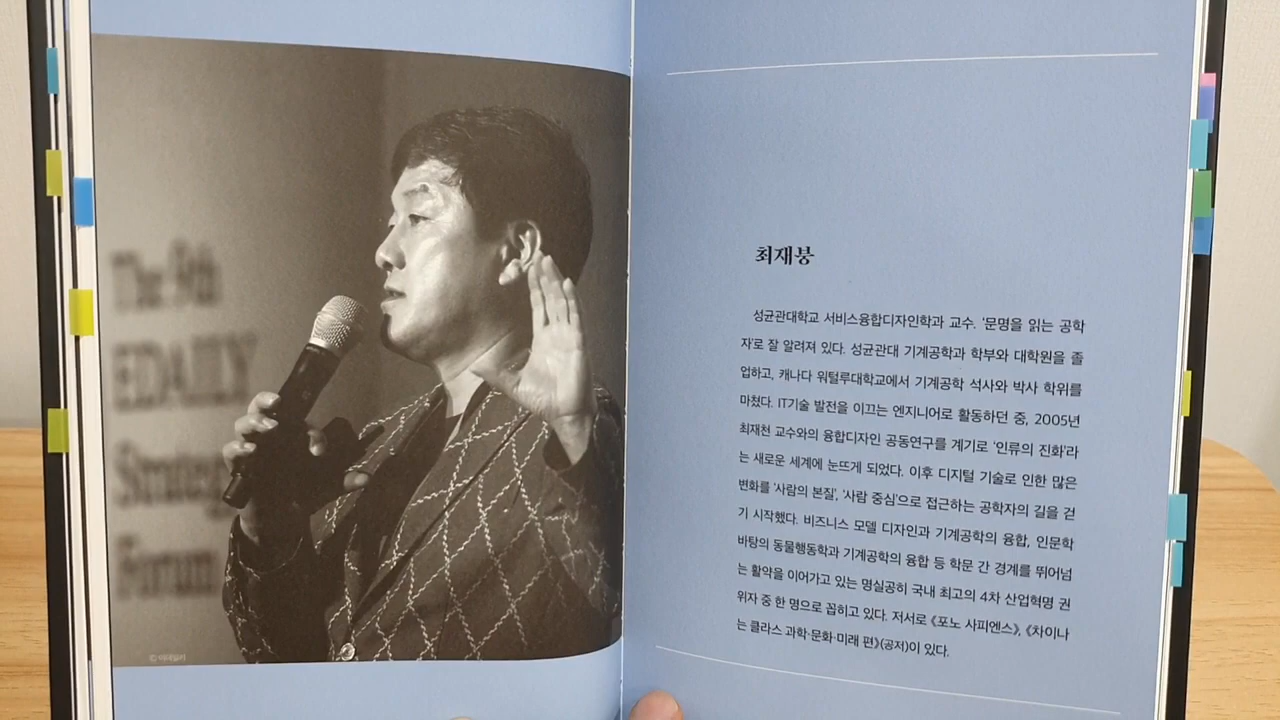 The 9th
EDAILY
Strategy
Forum
ⓒ 이데일리
최재붕
성균관대학교 서비스융합디자인학과 교수. '문명을 읽는 공학
자'로 잘 알려져 있다. 성균관대 기계공학과 학부와 대학원을 졸
업하고, 캐나다 워털루대학교에서 기계공학 석사와 박사 학위를
마쳤다. IT기술 발전을 이끄는 엔지니어로 활동하던 중, 2005년
최재천 교수와의 융합디자인 공동연구를 계기로 '인류의 진화'라
는 새로운 세계에 눈뜨게 되었다. 이후 디지털 기술로 인한 많은
변화를 '사람의 본질', '사람 중심'으로 접근하는 공학자의 길을 걷
기 시작했다. 비즈니스 모델 디자인과 기계공학의 융합, 인문학
바탕의 동물행동학과 기계공학의 융합 등 학문 간 경계를 뛰어넘
는 활약을 이어가고 있는 명실공히 국내 최고의 4차 산업혁명 권
위자 중 한 명으로 꼽히고 있다. 저서로 《포노 사피엔스》, 《차이나
는 클라스 과학·문화·미래 편》(공저)이 있다.